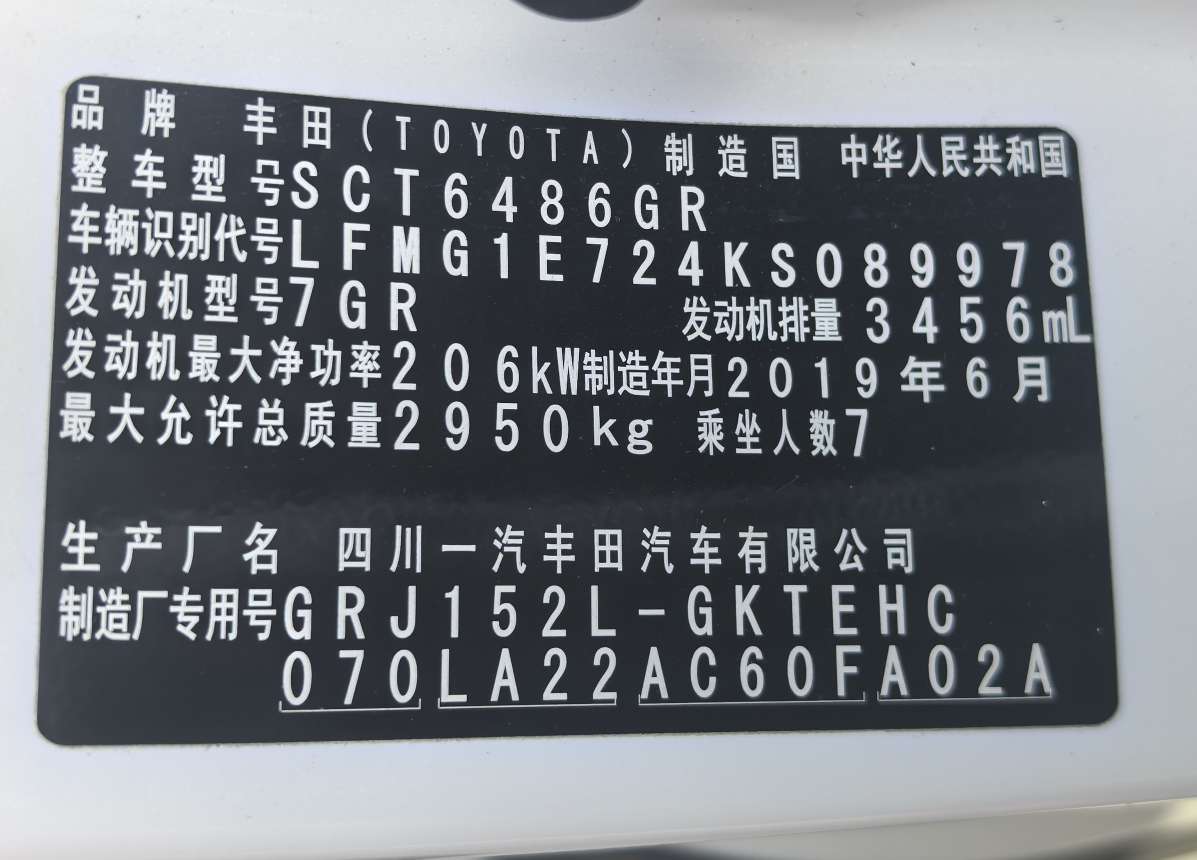 品牌 丰田(TOYOTA) 制造国 中华人民共和国
整车型号SCT6486GR
车辆识别代号LFMG1E724KS089978
发动机型号7GR 发动机排量 3456mL
发动机最大净功率206kW制造年月2019年6月
最大允许总质量2950kg 乘坐人数7
生产厂名 四川一汽丰田汽车有限公司
制造厂专用号GRJ152L-GKTEHC
070LA22AC60FA02A